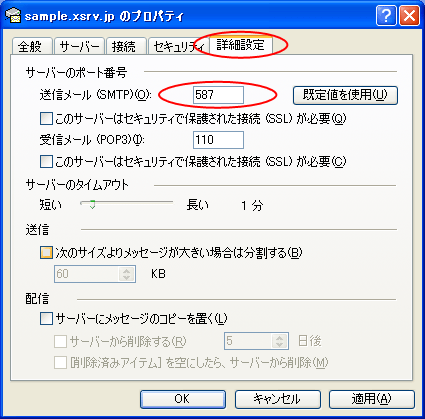 sample.xsrv.jp のプロパティ
全般 サーバー 接続 セキュリティ 詳細設定
サーバーのポート番号
送信メール (SMTP)(O): 587 既定値を使用(U)
このサーバーはセキュリティで保護された接続 (SSL) が必要(Q)
受信メール (POP3)(I): 110
このサーバーはセキュリティで保護された接続 (SSL) が必要(C)
サーバーのタイムアウト
短い 長い 1 分
送信
次のサイズよりメッセージが大きい場合は分割する(B)
60 KB
配信
サーバーにメッセージのコピーを置く(L)
サーバーから削除する(R) 5 日後
[削除済みアイテム] を空にしたら、サーバーから削除(M)
OK キャンセル 適用(A)